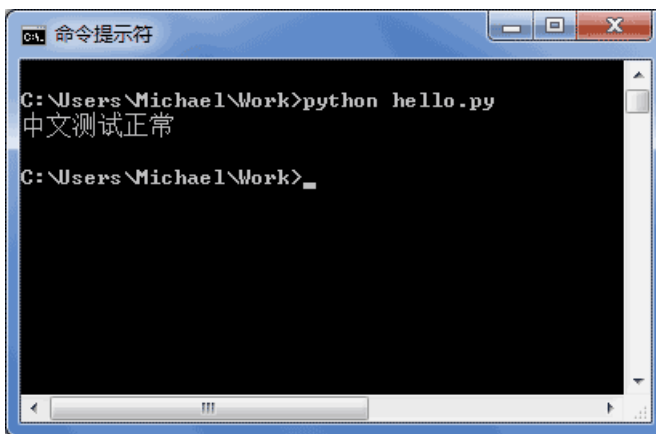 命令提示符
C:\Users\Michael\Work>python hello.py
中文测试正常
C:\Users\Michael\Work>_